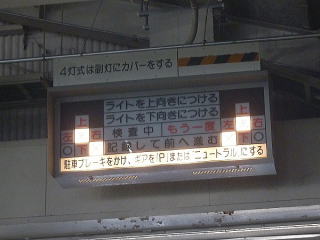 4灯式は副灯にカバーをする
ライトを上向きにつける
ライトを下向きにつける
検査中 もう一度
記録して前へ進む
上 左 右 下 ○
上 左 右 下 ○
駐車ブレーキをかけ、ギアを「P」または「ニュートラル」にする